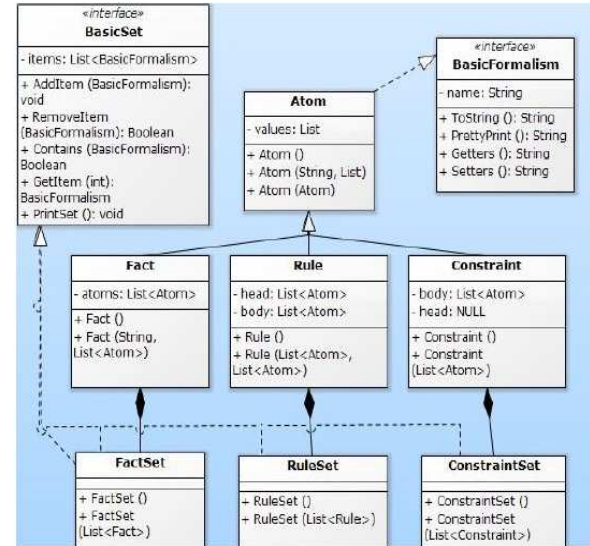 «interface»
BasicSet
- items: List<BasicFormalism>
+ AddItem (BasicFormalism):
void
+ RemoveItem
(BasicFormalism): Boolean
+ Contains (BasicFormalism):
Boolean
+ GetItem (int):
BasicFormalism
+ PrintSet (): void
«interface»
BasicFormalism
- name: String
+ ToString (): String
+ PrettyPrint (): String
+ Getters (): String
+ Setters (): String
Atom
- values: List
+ Atom ()
+ Atom (String, List)
+ Atom (Atom)
Fact
- atoms: List<Atom>
+ Fact ()
+ Fact (String,
List<Atom>)
Rule
- head: List<Atom>
- body: List<Atom>
+ Rule ()
+ Rule (List<Atom>,
List<Atom>)
Constraint
- body: List<Atom>
- head: NULL
+ Constraint ()
+ Constraint
(List<Atom>)
FactSet
+ FactSet ()
+ FactSet
(List<Fact>)
RuleSet
+ RuleSet ()
+ RuleSet (List<Rule>)
ConstraintSet
+ ConstraintSet ()
+ ConstraintSet
(List<Constraint>)